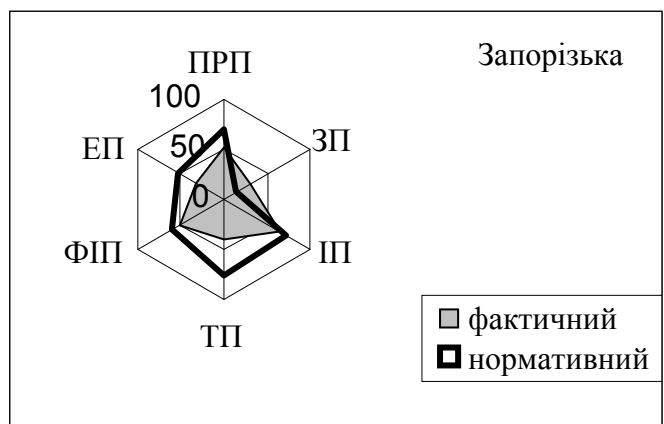 Запорізька
ПРП
100
ЗП
ЕП
50
0
ФІП
ІП
ТП
фактичний
нормативний